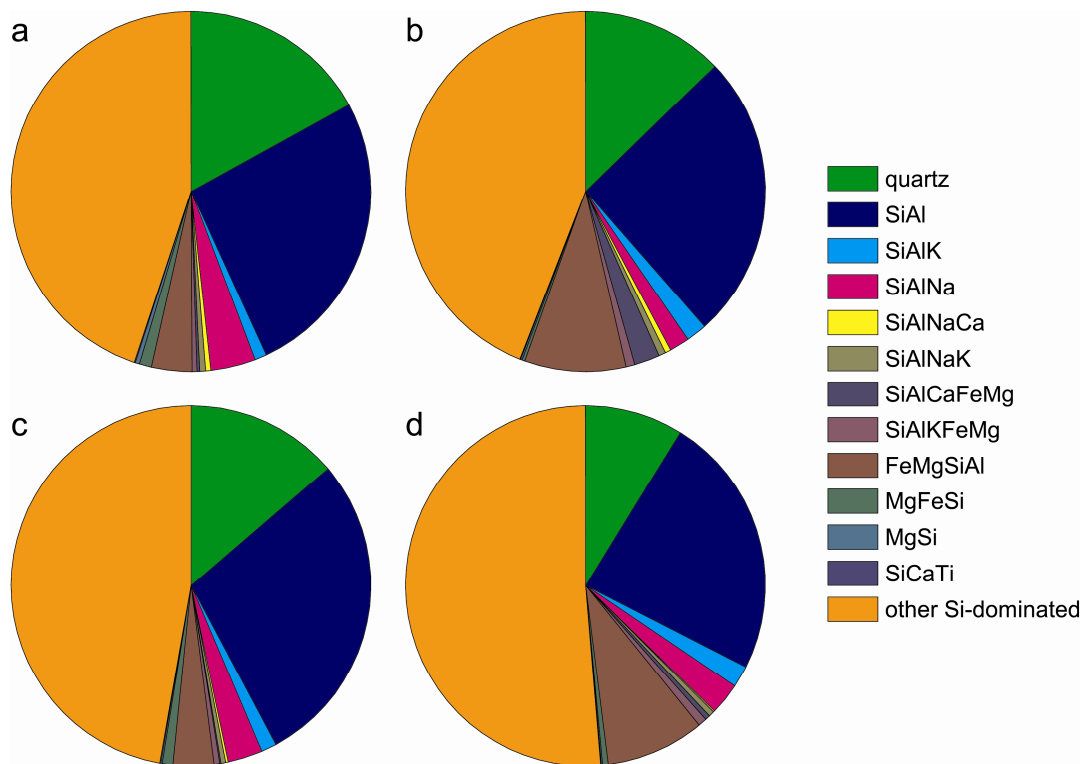 a
b
c
d
quartz
SiAl
SiAlK
SiAlNa
SiAlNaCa
SiAlNaK
SiAlCaFeMg
SiAlKFeMg
FeMgSiAl
MgFeSi
MgSi
SiCaTi
other Si-dominated